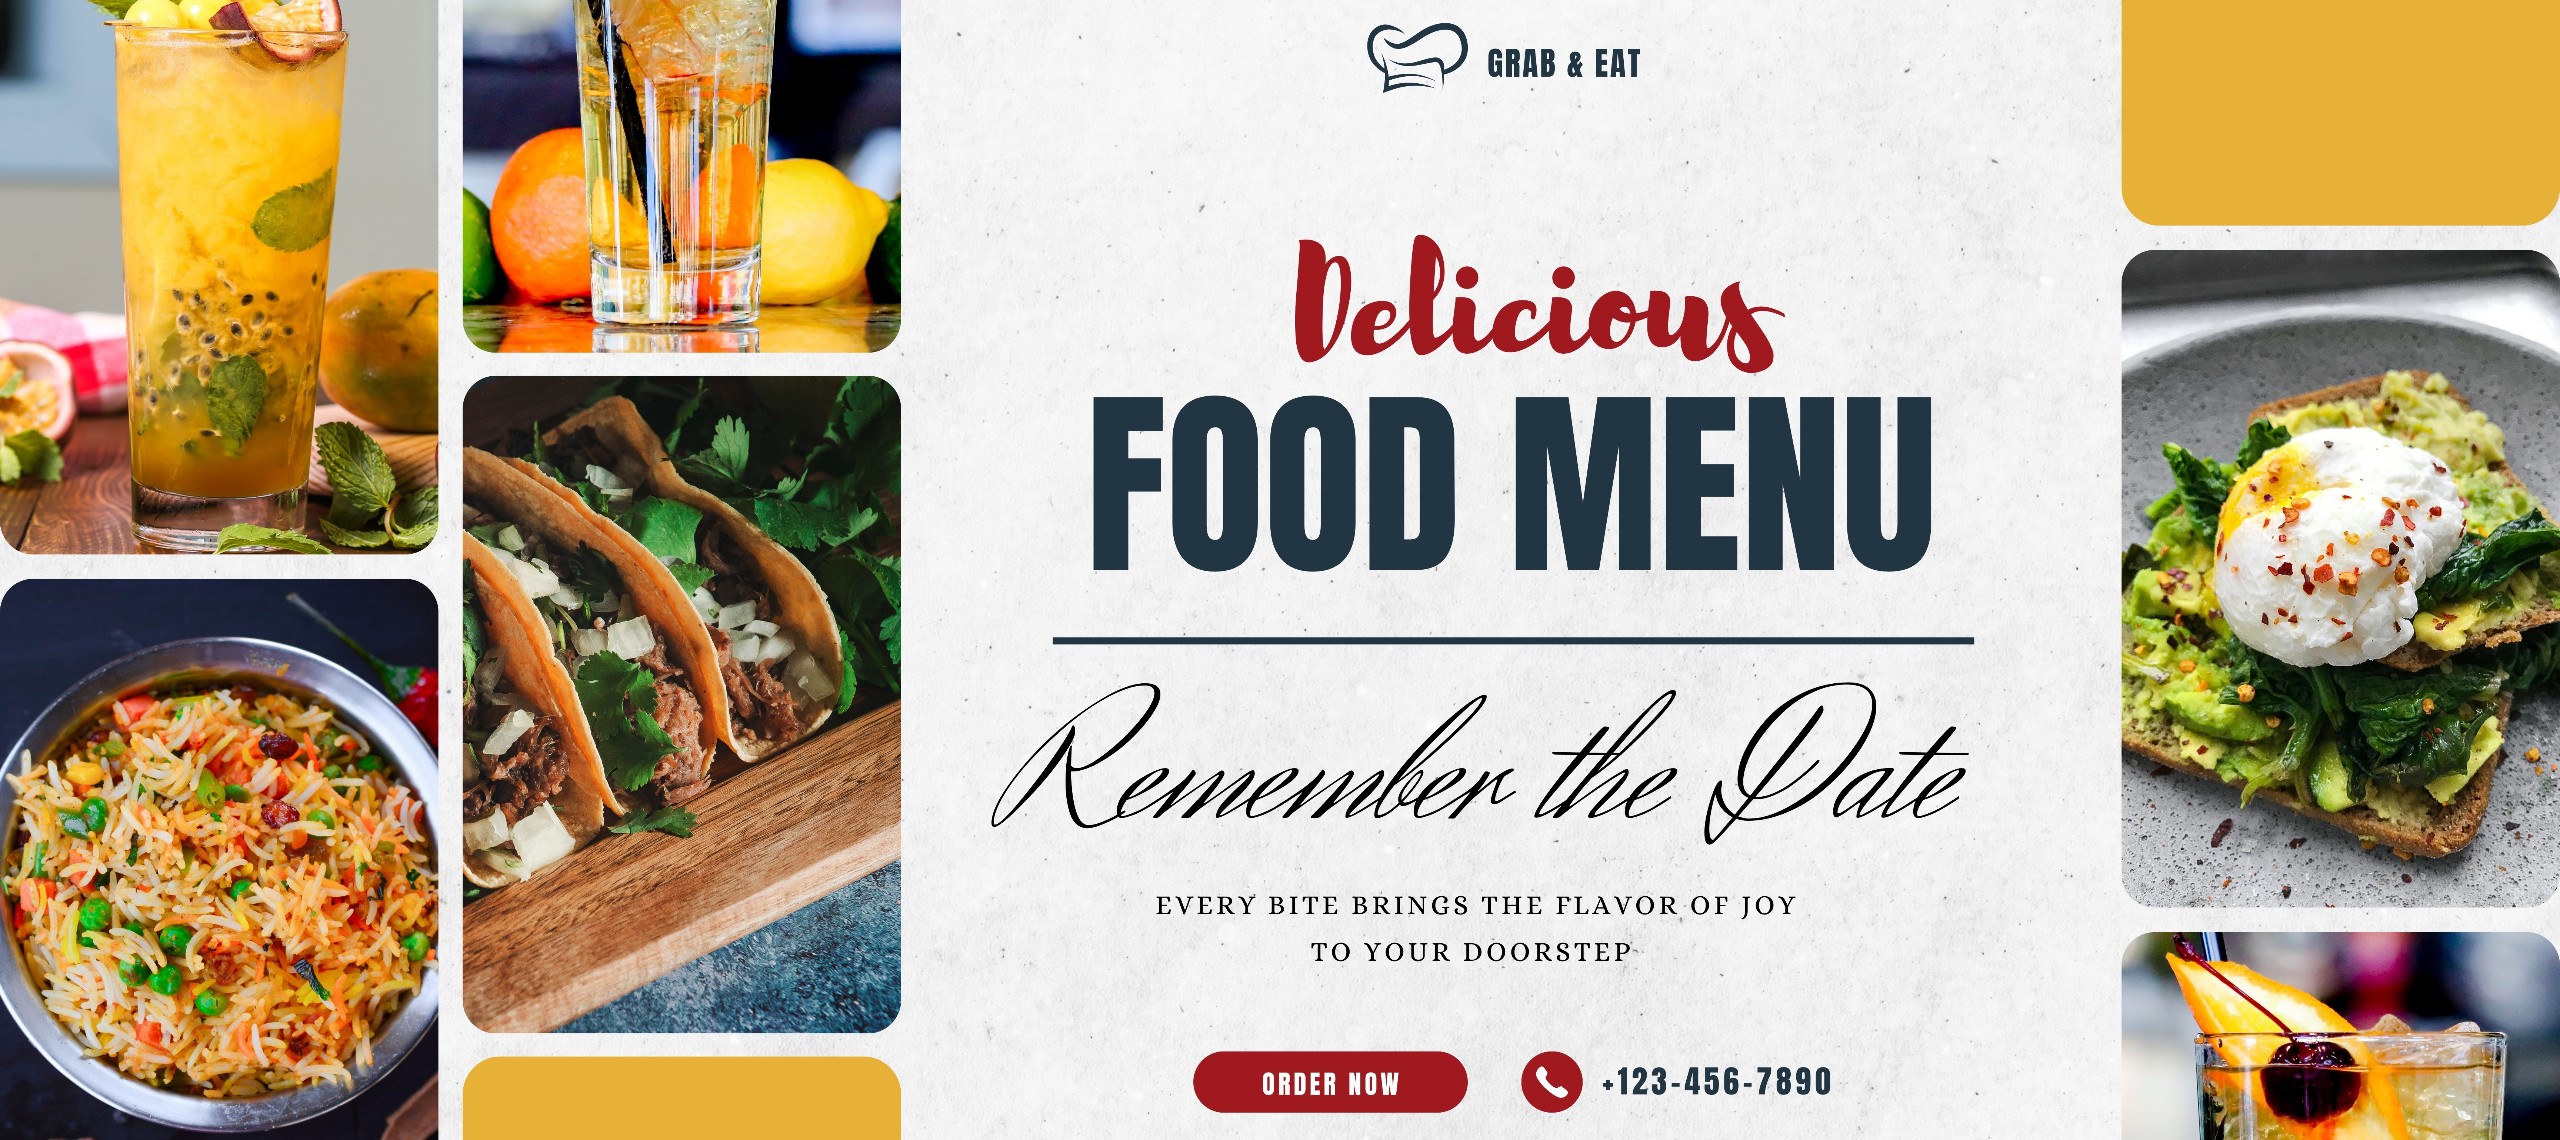 GRAB & EAT
Delicious
FOOD MENU
Remember the Date
EVERY BITE BRINGS THE FLAVOR OF JOY
TO YOUR DOORSTEP
ORDER NOW
+123-456-7890